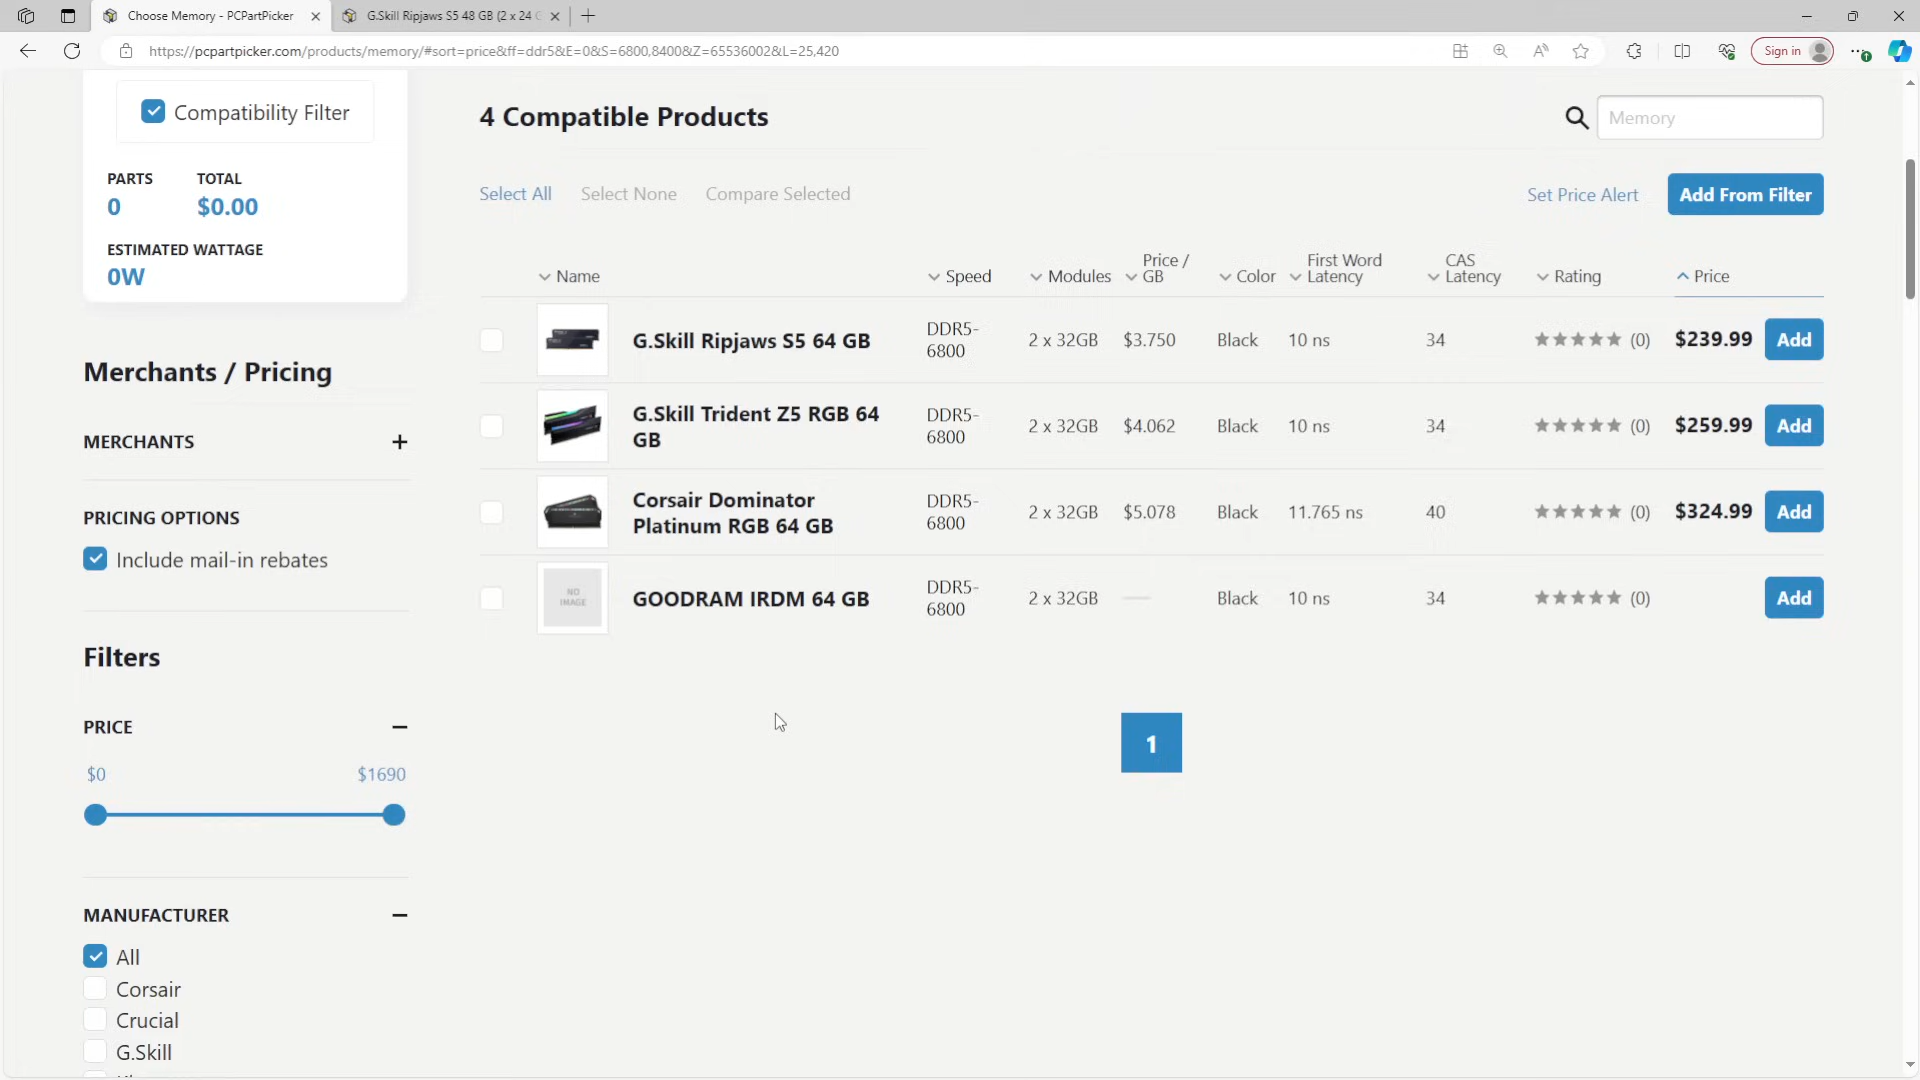 Choose Memory - PCPartPicker
G.Skill Ripjaws S5 48 GB (2 x 24 G
https://pcpartpicker.com/products/memory/#sort=price&ff=ddr5&E=0&S=6800,8400&Z=65536002&L=25,420
Sign in
Compatibility Filter
PARTS TOTAL
0 $0.00
ESTIMATED WATTAGE
0W
Merchants / Pricing
MERCHANTS
PRICING OPTIONS
Include mail-in rebates
Filters
PRICE
$0 $1690
MANUFACTURER
All
Corsair
Crucial
G.Skill
4 Compatible Products
Memory
Select All Select None Compare Selected
Set Price Alert Add From Filter
Name Speed Modules Price / GB Color First Word Latency CAS Latency Rating Price
G.Skill Ripjaws S5 64 GB DDR5-6800 2 x 32GB $3.750 Black 10 ns 34 (0) $239.99 Add
G.Skill Trident Z5 RGB 64 GB DDR5-6800 2 x 32GB $4.062 Black 10 ns 34 (0) $259.99 Add
Corsair Dominator Platinum RGB 64 GB DDR5-6800 2 x 32GB $5.078 Black 11.765 ns 40 (0) $324.99 Add
NO IMAGE GOODRAM IRDM 64 GB DDR5-6800 2 x 32GB Black 10 ns 34 (0) Add
1